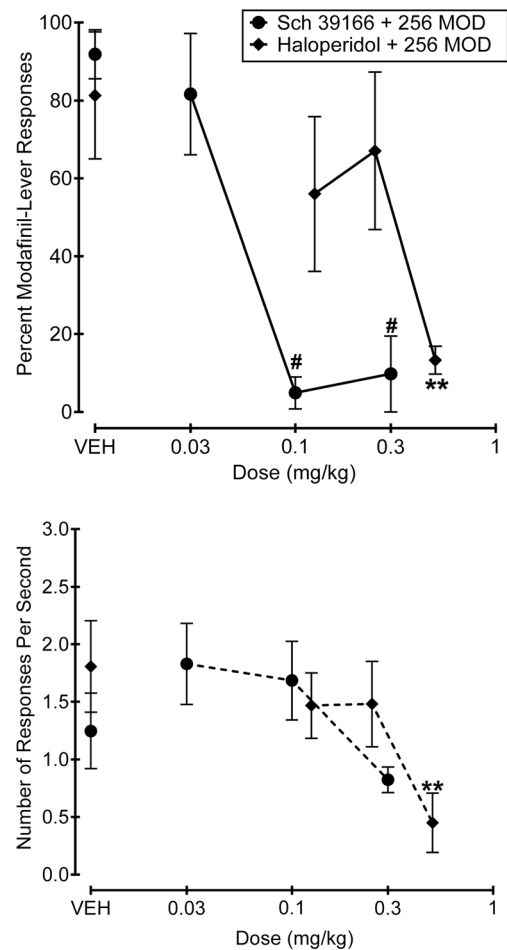 Sch 39166 + 256 MOD
Haloperidol + 256 MOD
Percent Modafinil-Lever Responses
100
80
60
40
20
0
#
#
**
VEH 0.03 0.1 0.3 1
Dose (mg/kg)
Number of Responses Per Second
3.0
2.5
2.0
1.5
1.0
0.5
0.0
**
VEH 0.03 0.1 0.3 1
Dose (mg/kg)